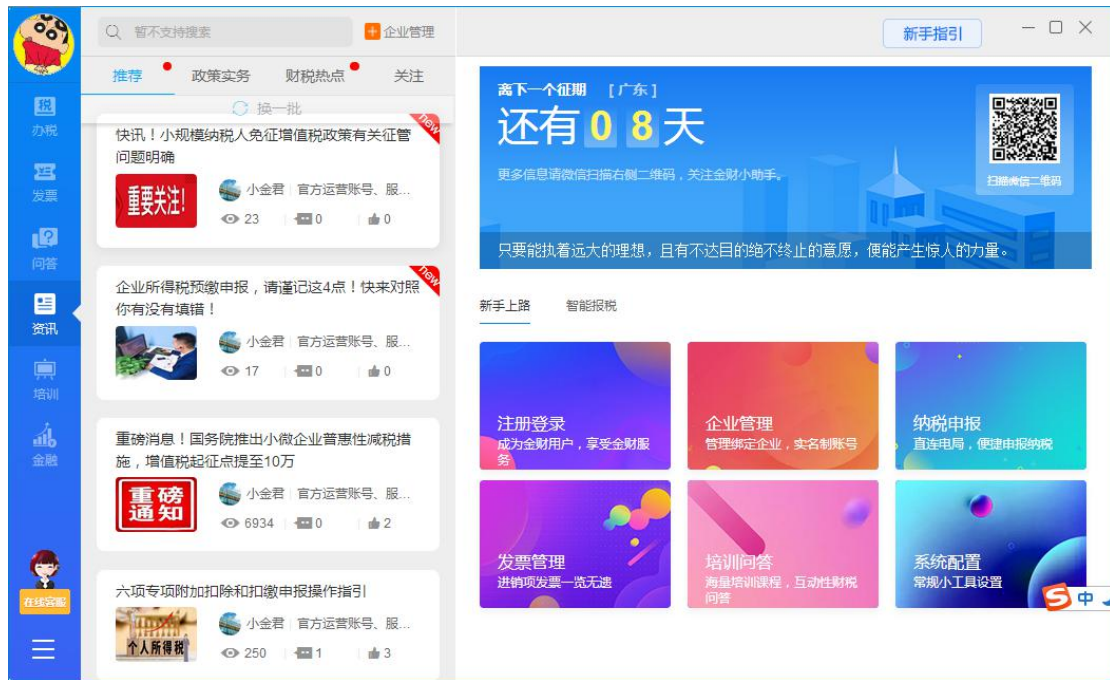 暂不支持搜索
企业管理
新手指引
推荐
政策实务
财税热点
关注
换一批
税
办税
发票
问答
资讯
培训
金融
在线客服
快讯！小规模纳税人免征增值税政策有关征管
问题明确
new
重要关注!
小金君
官方运营账号、服...
23
0
0
企业所得税预缴申报，请谨记这4点！快来对照
你有没有填错！
new
小金君
官方运营账号、服...
17
0
0
重磅消息！国务院推出小微企业普惠性减税措
施，增值税起征点提至10万
重磅
通知
小金君
官方运营账号、服...
6934
0
2
六项专项附加扣除和扣缴申报操作指引
个人所得税
小金君
官方运营账号、服...
250
1
3
离下一个征期 [广东]
还有08天
更多信息请微信扫描右侧二维码，关注金财小助手。
扫描微信二维码
只要能执着远大的理想，且有不达目的绝不终止的意愿，便能产生惊人的力量。
新手上路
智能报税
注册登录
成为金财用户，享受金财服
务
企业管理
管理绑定企业，实名制账号
纳税申报
直连电局，便捷申报纳税
发票管理
进销项发票一览无遗
培训问答
海量培训课程，互动性财税
问答
系统配置
常规小工具设置
中